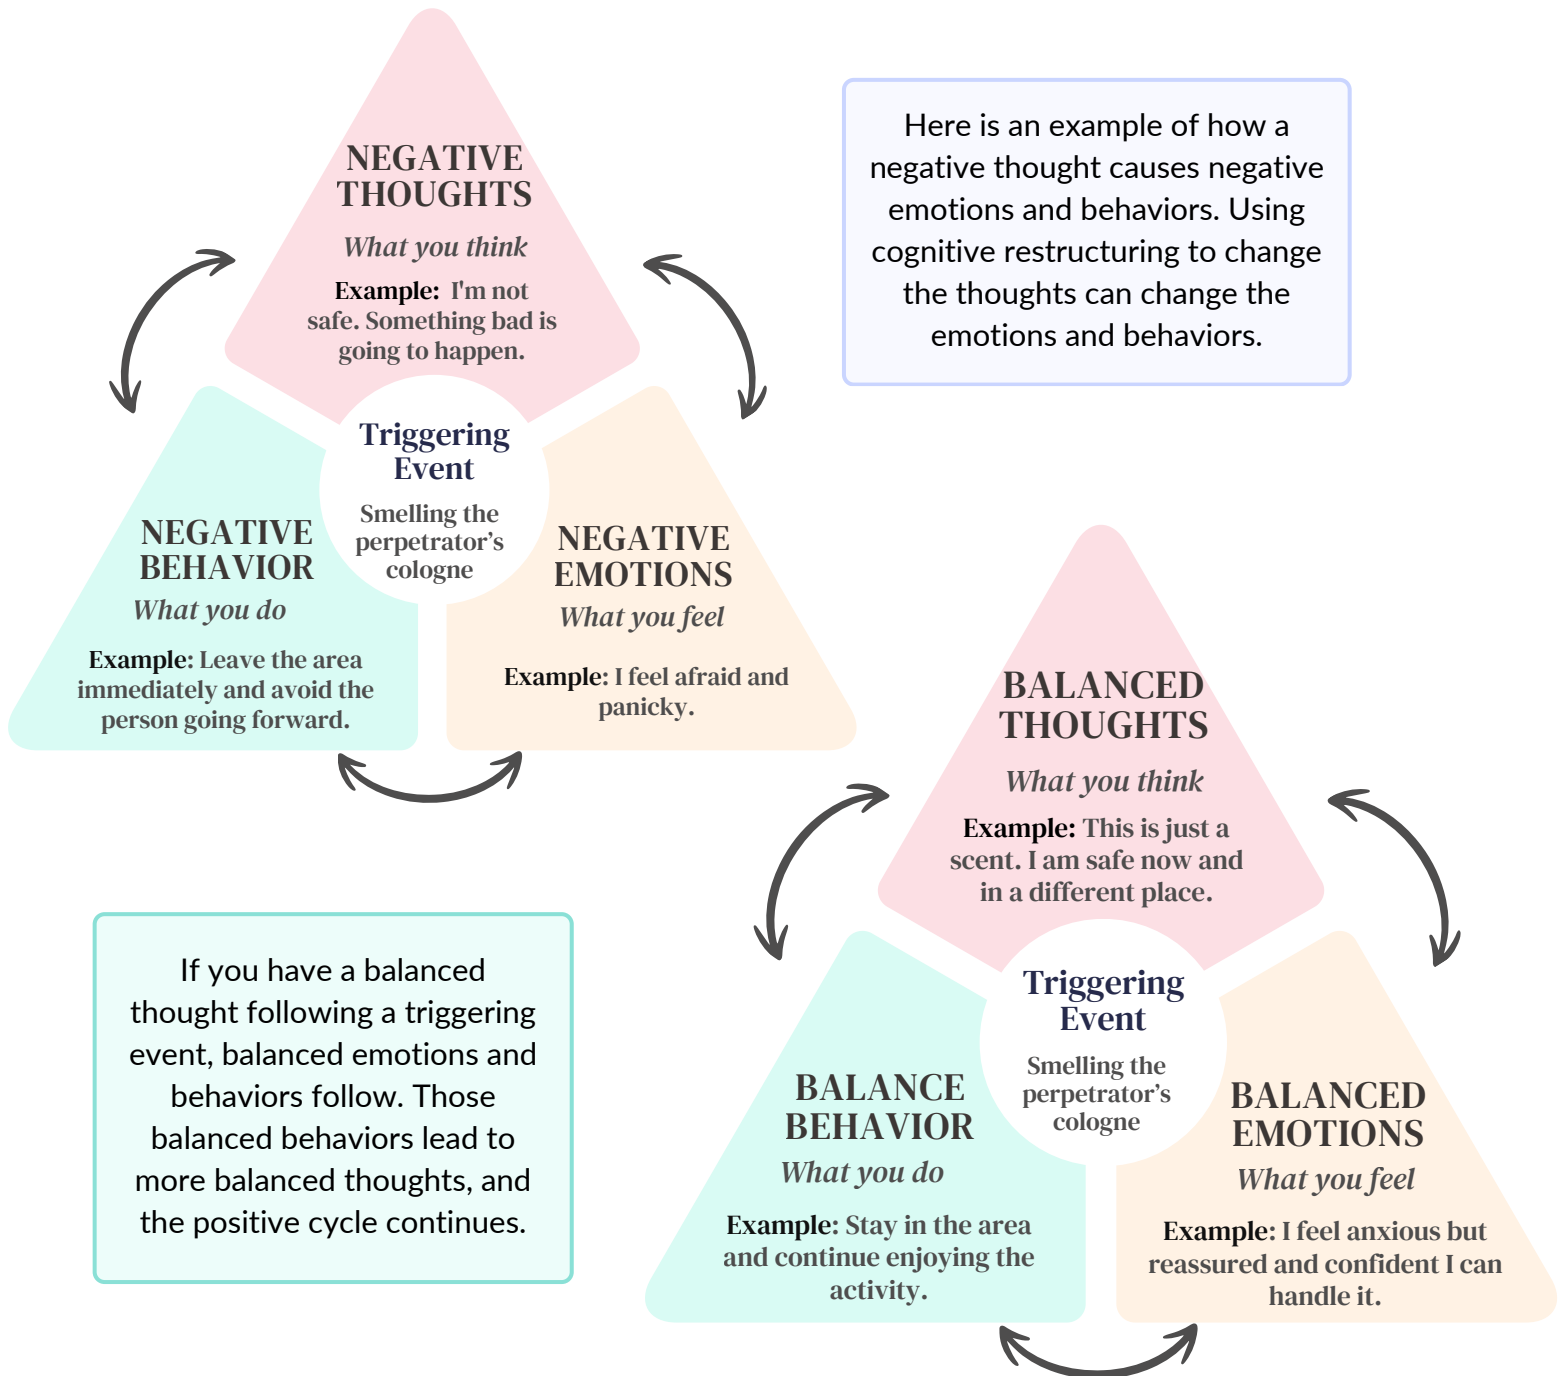 NEGATIVE
THOUGHTS
What you think
Example: I'm not
safe. Something bad is
going to happen.
Triggering
Event
Smelling the
perpetrator’s
cologne
NEGATIVE
BEHAVIOR
What you do
Example: Leave the area
immediately and avoid the
person going forward.
NEGATIVE
EMOTIONS
What you feel
Example: I feel afraid and
panicky.
Here is an example of how a
negative thought causes negative
emotions and behaviors. Using
cognitive restructuring to change
the thoughts can change the
emotions and behaviors.
If you have a balanced
thought following a triggering
event, balanced emotions and
behaviors follow. Those
balanced behaviors lead to
more balanced thoughts, and
the positive cycle continues.
BALANCED
THOUGHTS
What you think
Example: This is just a
scent. I am safe now and
in a different place.
Triggering
Event
Smelling the
perpetrator’s
cologne
BALANCE
BEHAVIOR
What you do
Example: Stay in the area
and continue enjoying the
activity.
BALANCED
EMOTIONS
What you feel
Example: I feel anxious but
reassured and confident I can
handle it.